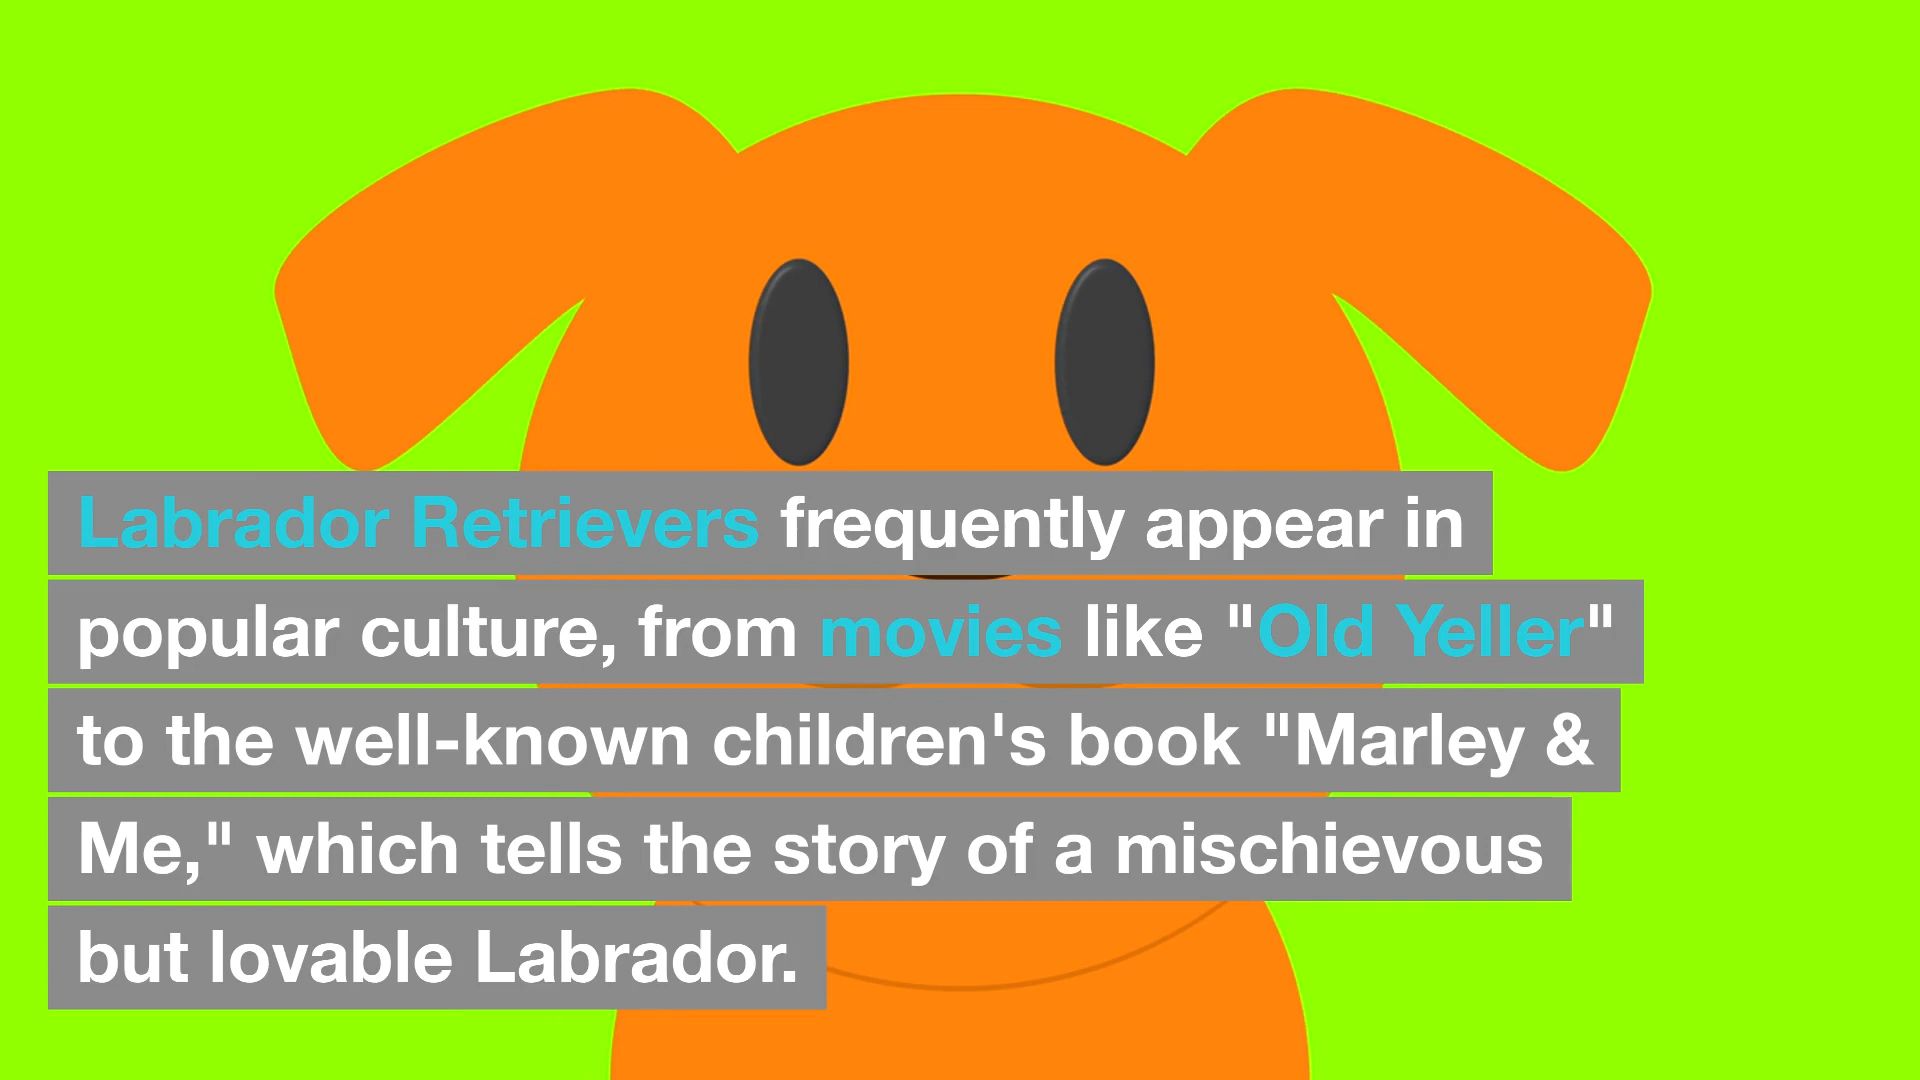 Labrador Retrievers frequently appear in
popular culture, from movies like "Old Yeller"
to the well-known children's book "Marley &
Me," which tells the story of a mischievous
but lovable Labrador.